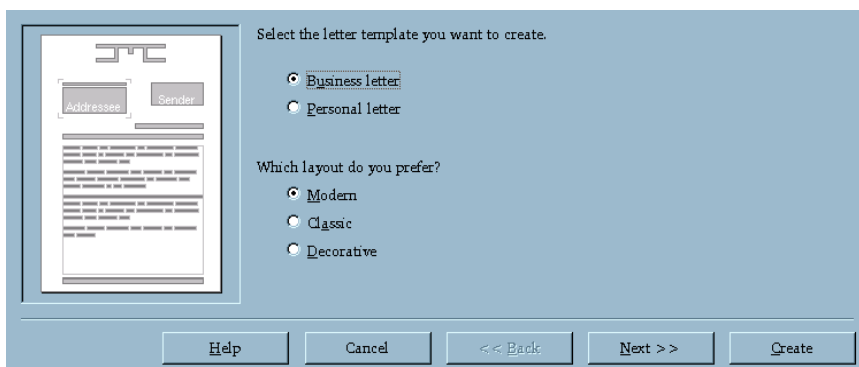 Select the letter template you want to create.
Business letter
Personal letter
Addressee
Sender
Which layout do you prefer?
Modern
Classic
Decorative
Help
Cancel
<< Back
Next >>
Create